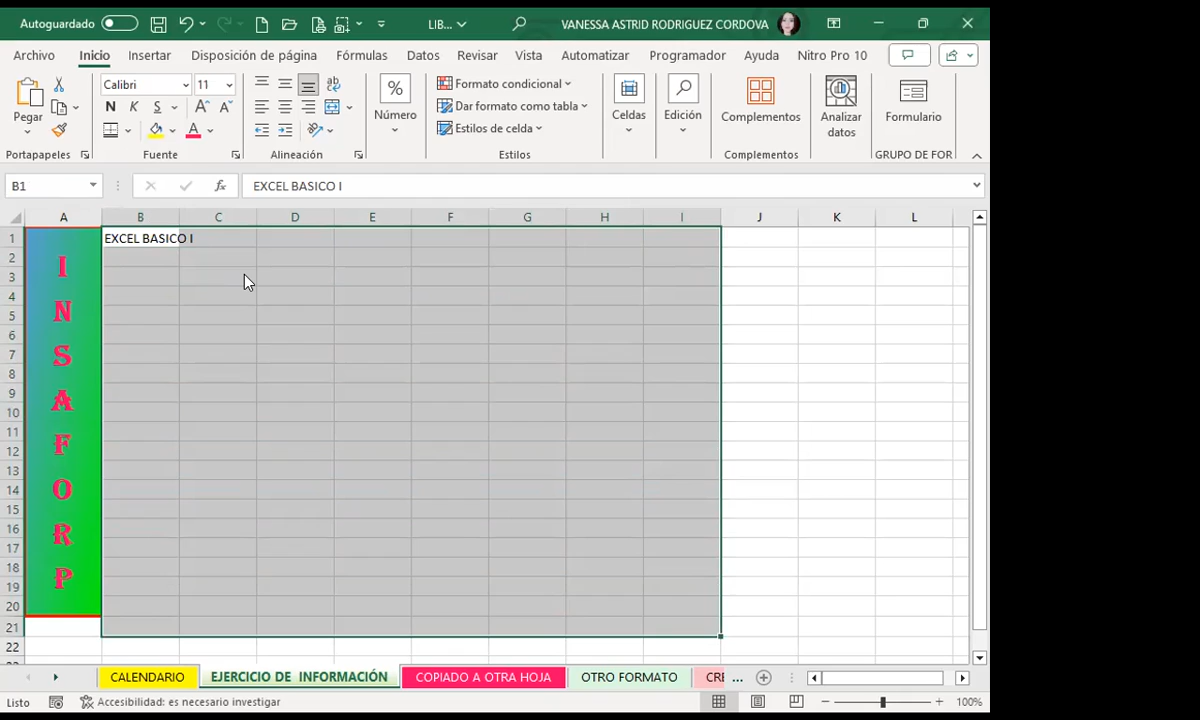 Autoguardado
LIB...
VANESSA ASTRID RODRIGUEZ CORDOVA
Archivo Inicio Insertar Disposición de página Fórmulas Datos Revisar Vista Automatizar Programador Ayuda Nitro Pro 10
Pegar
Calibri 11
N K S
Número
Formato condicional
Dar formato como tabla
Estilos de celda
Celdas
Edición
Complementos
Analizar datos
Formulario
Portapapeles Fuente Alineación Estilos Complementos GRUPO DE FOR
B1 fx EXCEL BASICO I
A B C D E F G H I J K L
1 EXCEL BASICO I
2
3
4
5
6
7
8
9
10
11
12
13
14
15
16
17
18
19
20
21
22
I
N
S
A
F
O
R
P
CALENDARIO EJERCICIO DE INFORMACIÓN COPIADO A OTRA HOJA OTRO FORMATO CRE ...
Listo Accesibilidad: es necesario investigar 100%